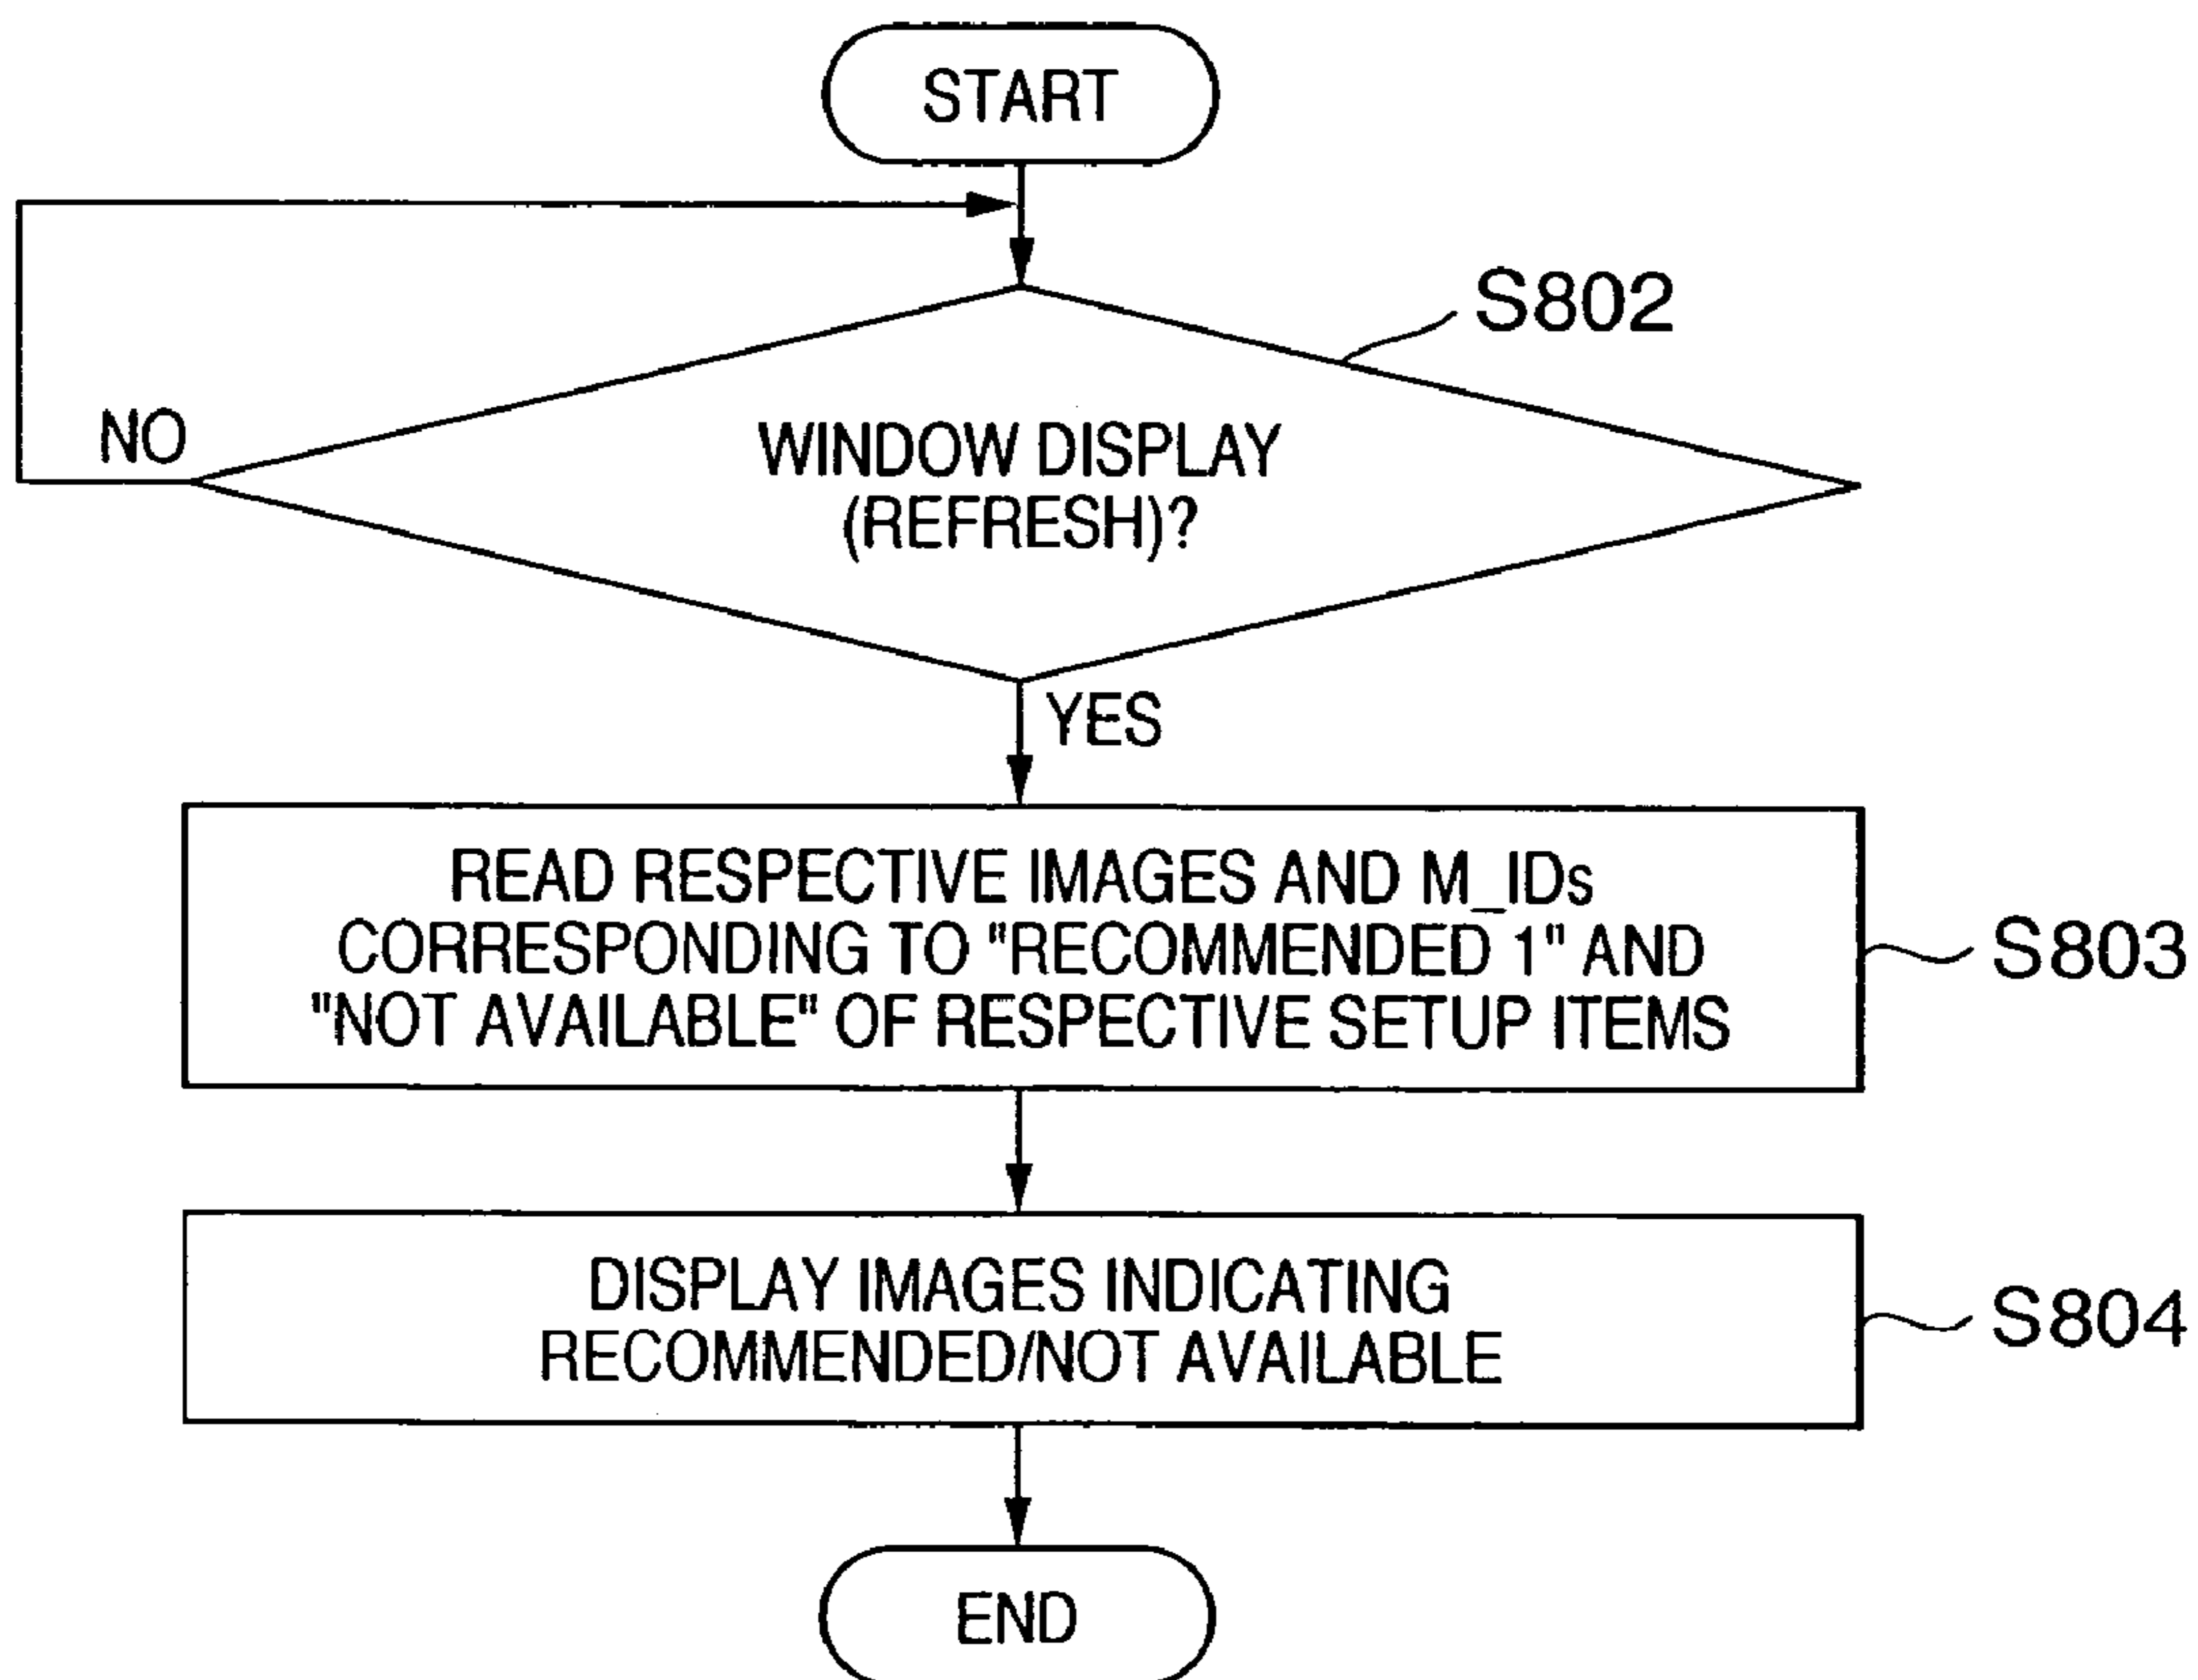 START
S802
NO
WINDOW DISPLAY
(REFRESH)?
YES
READ RESPECTIVE IMAGES AND M_IDs
CORRESPONDING TO "RECOMMENDED 1" AND
"NOT AVAILABLE" OF RESPECTIVE SETUP ITEMS
S803
DISPLAY IMAGES INDICATING
RECOMMENDED/NOT AVAILABLE
S804
END